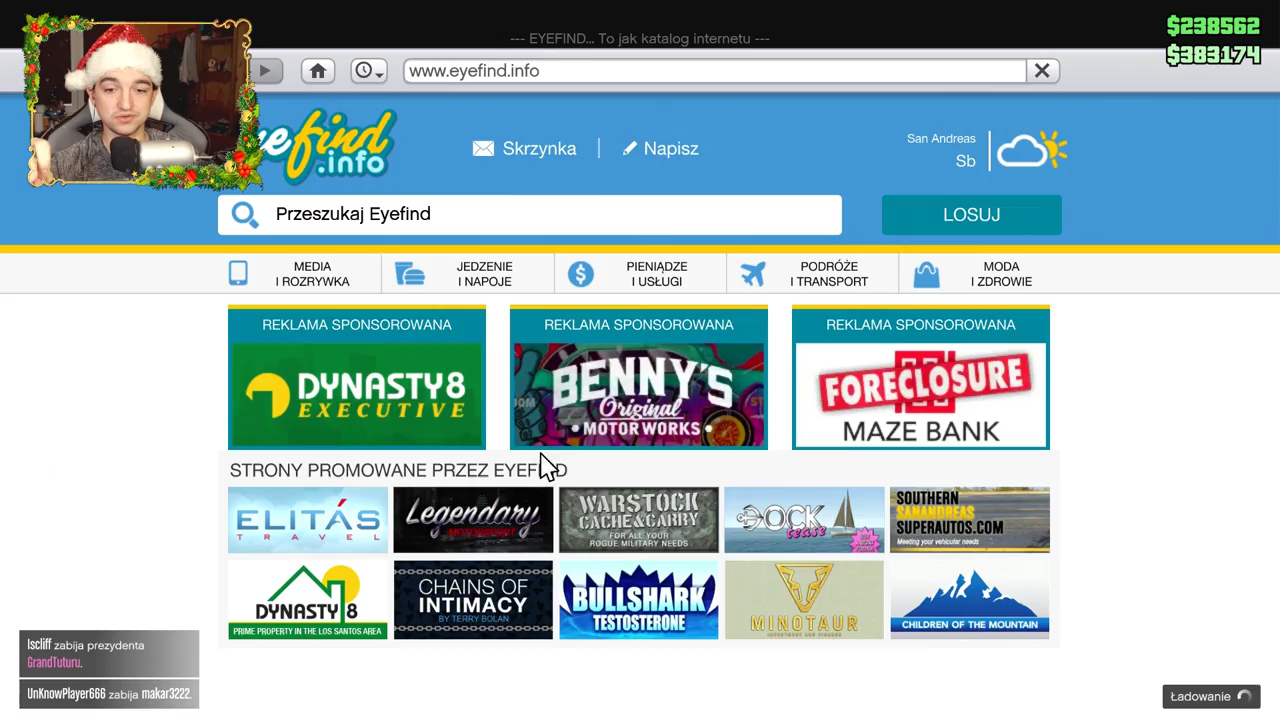 $238562
$383174
--- EYEFIND... To jak katalog internetu ---
www.eyefind.info
find
.info
Skrzynka
Napisz
San Andreas
Sb
Przeszukaj Eyefind
LOSUJ
MEDIA
I ROZRYWKA
JEDZENIE
I NAPOJE
PIENIĄDZE
I USŁUGI
PODRÓŻE
I TRANSPORT
MODA
I ZDROWIE
REKLAMA SPONSOROWANA
REKLAMA SPONSOROWANA
REKLAMA SPONSOROWANA
DYNASTY 8
EXECUTIVE
BENNY'S
Original
MOTOR WORKS
FORECLOSURE
MAZE BANK
STRONY PROMOWANE PRZEZ EYEFIND
ELITÁS
TRAVEL
Legendary
MOTORSPORT
WARSTOCK
CACHE & CARRY
FOR ALL YOUR
ROGUE MILITARY NEEDS
DOCK
tease
SOUTHERN
SANANDREAS
SUPERAUTOS.COM
Meeting your vehicular needs
DYNASTY 8
PRIME PROPERTY IN THE LOS SANTOS AREA
CHAINS OF
INTIMACY
BY TERRY BOLAN
BULLSHARK
TESTOSTERONE
MINOTAUR
CHILDREN OF THE MOUNTAIN
Iscliff zabija prezydenta
GrandTuturu.
UnKnowPlayer666 zabija makar3222.
Ładowanie